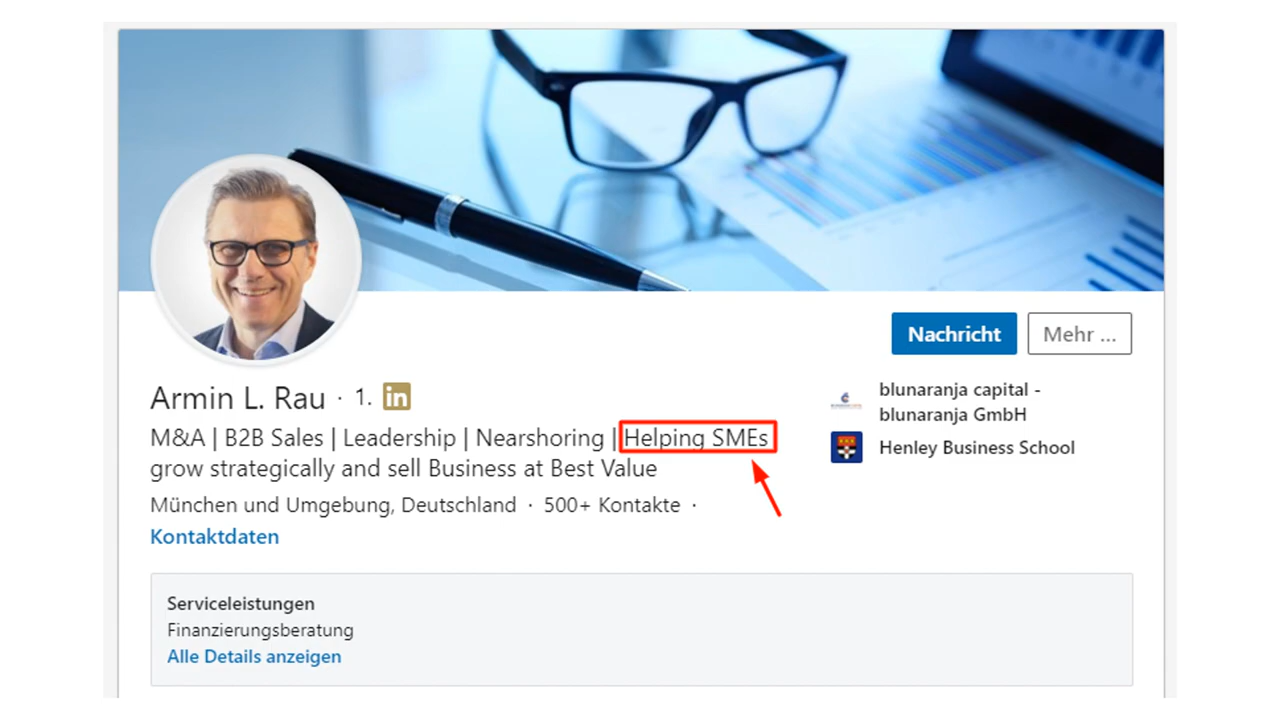 Armin L. Rau · 1. in
M&A | B2B Sales | Leadership | Nearshoring | Helping SMEs
grow strategically and sell Business at Best Value
München und Umgebung, Deutschland · 500+ Kontakte ·
Kontaktdaten
Nachricht
Mehr ...
blunaranja capital -
blunaranja GmbH
Henley Business School
Serviceleistungen
Finanzierungsberatung
Alle Details anzeigen